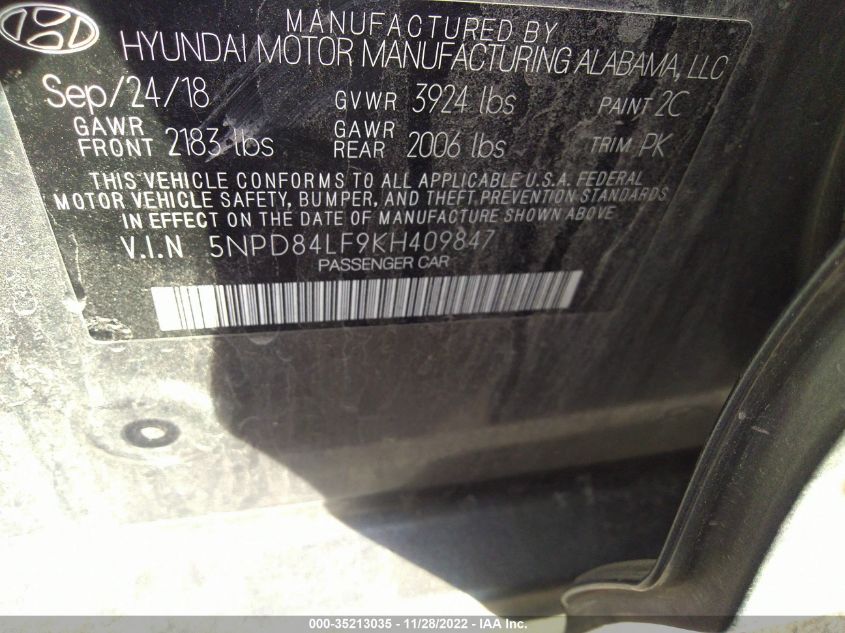 MANUFACTURED BY
HYUNDAI MOTOR MANUFACTURING ALABAMA, LLC
Sep/24/18 GVWR 3924 lbs PAINT 2C
GAWR FRONT 2183 lbs GAWR REAR 2006 lbs TRIM PK
THIS VEHICLE CONFORMS TO ALL APPLICABLE U.S.A. FEDERAL
MOTOR VEHICLE SAFETY, BUMPER, AND THEFT PREVENTION STANDARDS
IN EFFECT ON THE DATE OF MANUFACTURE SHOWN ABOVE
V.I.N 5NPD84LF9KH409847
PASSENGER CAR
000-35213035 - 11/28/2022 - IAA Inc.